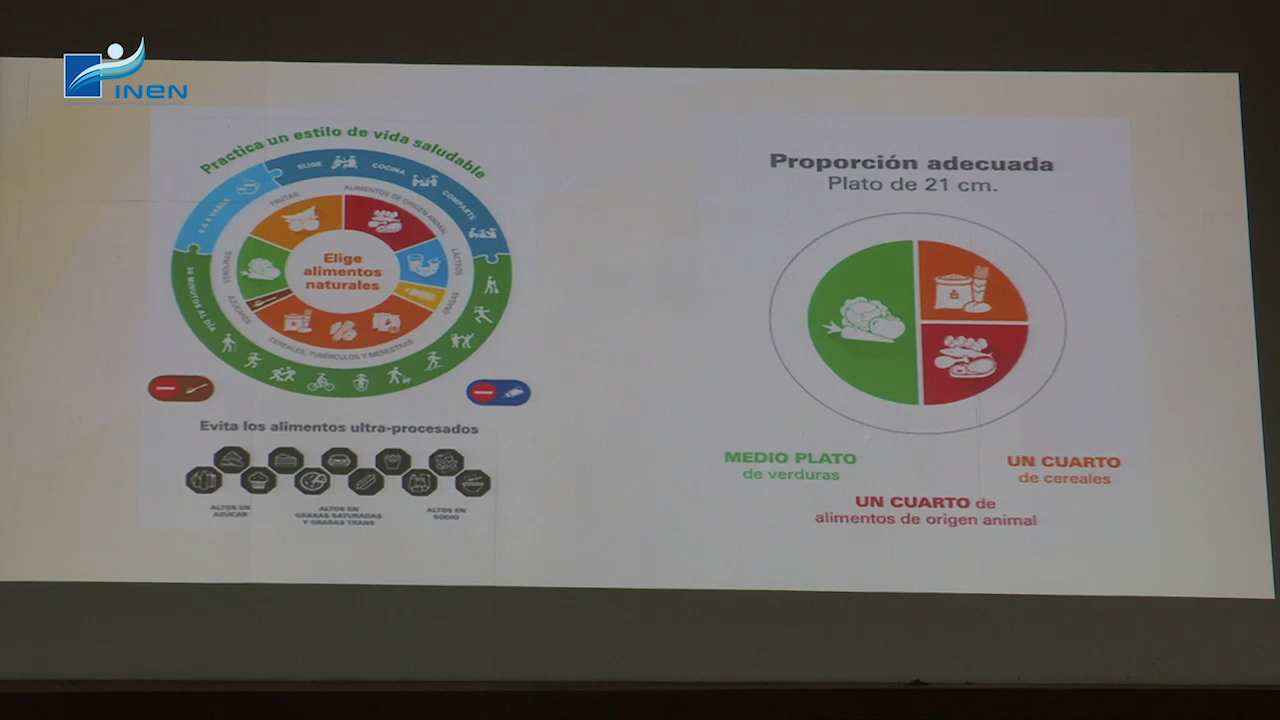 INEN
Practica un estilo de vida saludable
ELIGE
COCINA
COMPARTE
30 MINUTOS AL DÍA
FRUTAS
ALIMENTOS DE ORIGEN ANIMAL
LÁCTEOS
GRASAS
CEREALES, TUBÉRCULOS Y MENESTRAS
AZÚCARES
VERDURAS
Elige
alimentos
naturales
Evita los alimentos ultra-procesados
ALTOS EN
AZÚCAR
ALTOS EN
GRASAS SATURADAS
Y GRASAS TRANS
ALTOS EN
SODIO
Proporción adecuada
Plato de 21 cm.
MEDIO PLATO
de verduras
UN CUARTO
de cereales
UN CUARTO de
alimentos de origen animal